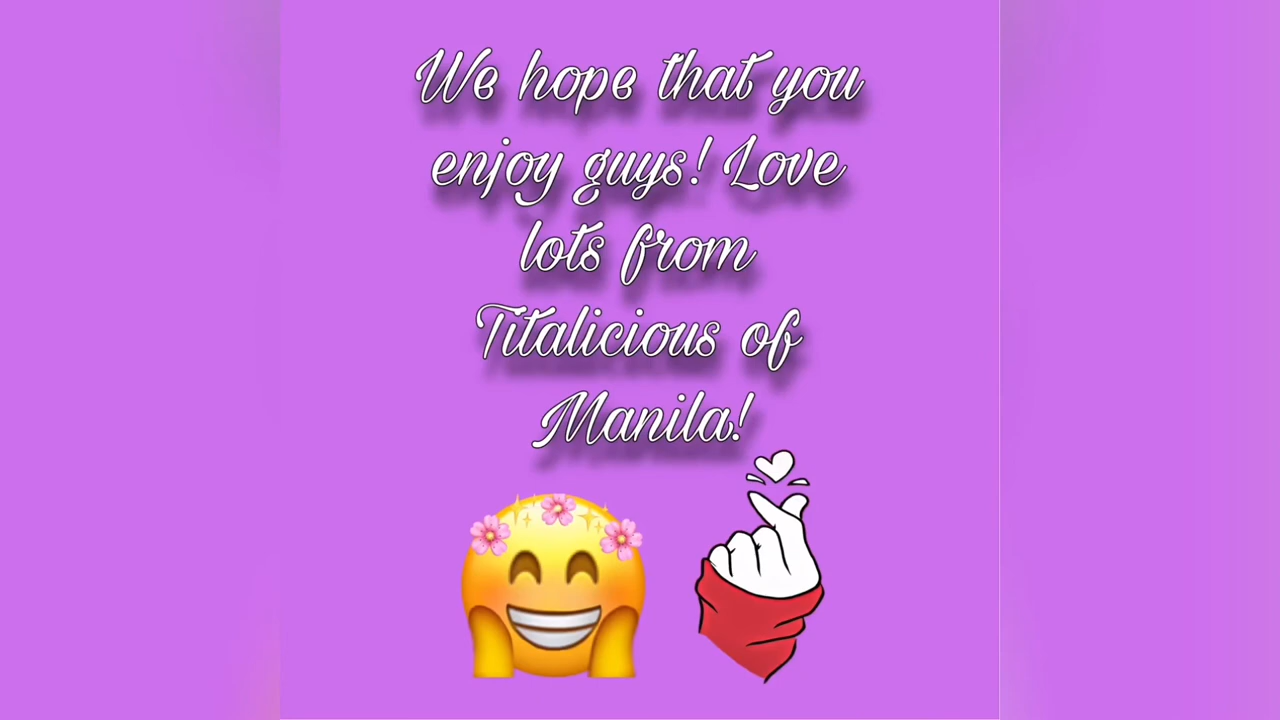 We hope that you
enjoy guys! Love
lots from
Titalicious of
Manila!